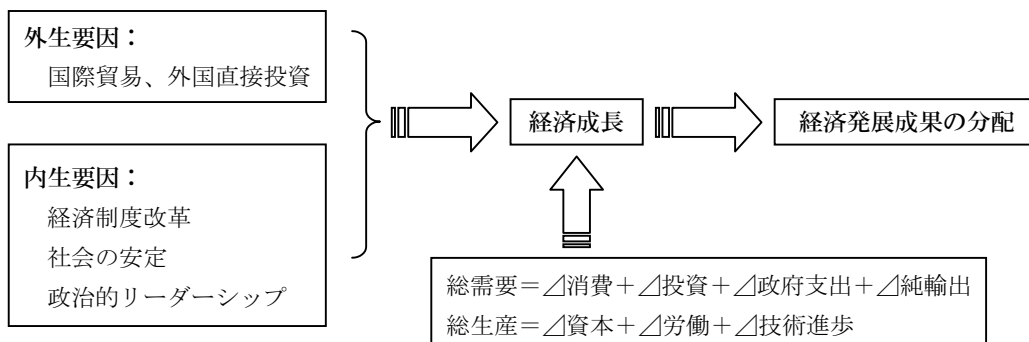 外生要因：
国際貿易、外国直接投資
内生要因：
経済制度改革
社会の安定
政治的リーダーシップ
経済成長
経済発展成果の分配
総需要＝⊿消費＋⊿投資＋⊿政府支出＋⊿純輸出
総生産＝⊿資本＋⊿労働＋⊿技術進歩